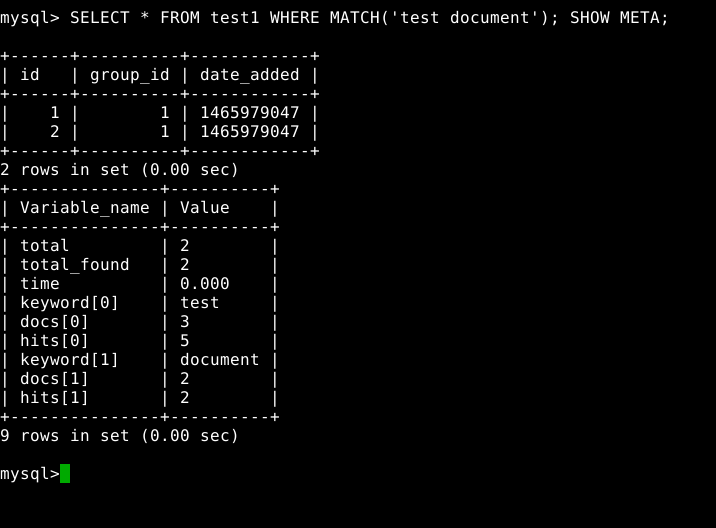 mysql> SELECT * FROM test1 WHERE MATCH('test document'); SHOW META;
+------+----------+------------+
| id   | group_id | date_added |
+------+----------+------------+
|    1 |        1 | 1465979047 |
|    2 |        1 | 1465979047 |
+------+----------+------------+
2 rows in set (0.00 sec)
+---------------+----------+
| Variable_name | Value    |
+---------------+----------+
| total         | 2        |
| total_found   | 2        |
| time          | 0.000    |
| keyword[0]    | test     |
| docs[0]       | 3        |
| hits[0]       | 5        |
| keyword[1]    | document |
| docs[1]       | 2        |
| hits[1]       | 2        |
+---------------+----------+
9 rows in set (0.00 sec)
mysql>